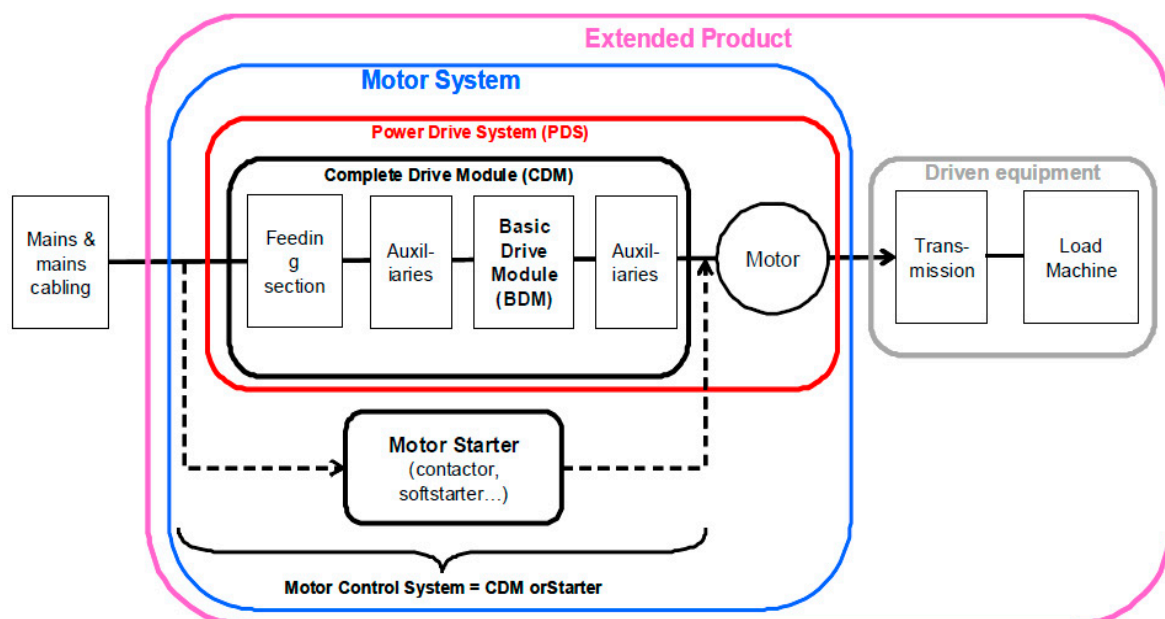 Extended Product
Motor System
Power Drive System (PDS)
Complete Drive Module (CDM)
Driven equipment
Mains &
mains
cabling
Feedin
g
section
Auxil-
iaries
Basic
Drive
Module
(BDM)
Auxil-
iaries
Motor
Trans-
mission
Load
Machine
Motor Starter
(contactor,
softstarter…)
Motor Control System = CDM orStarter